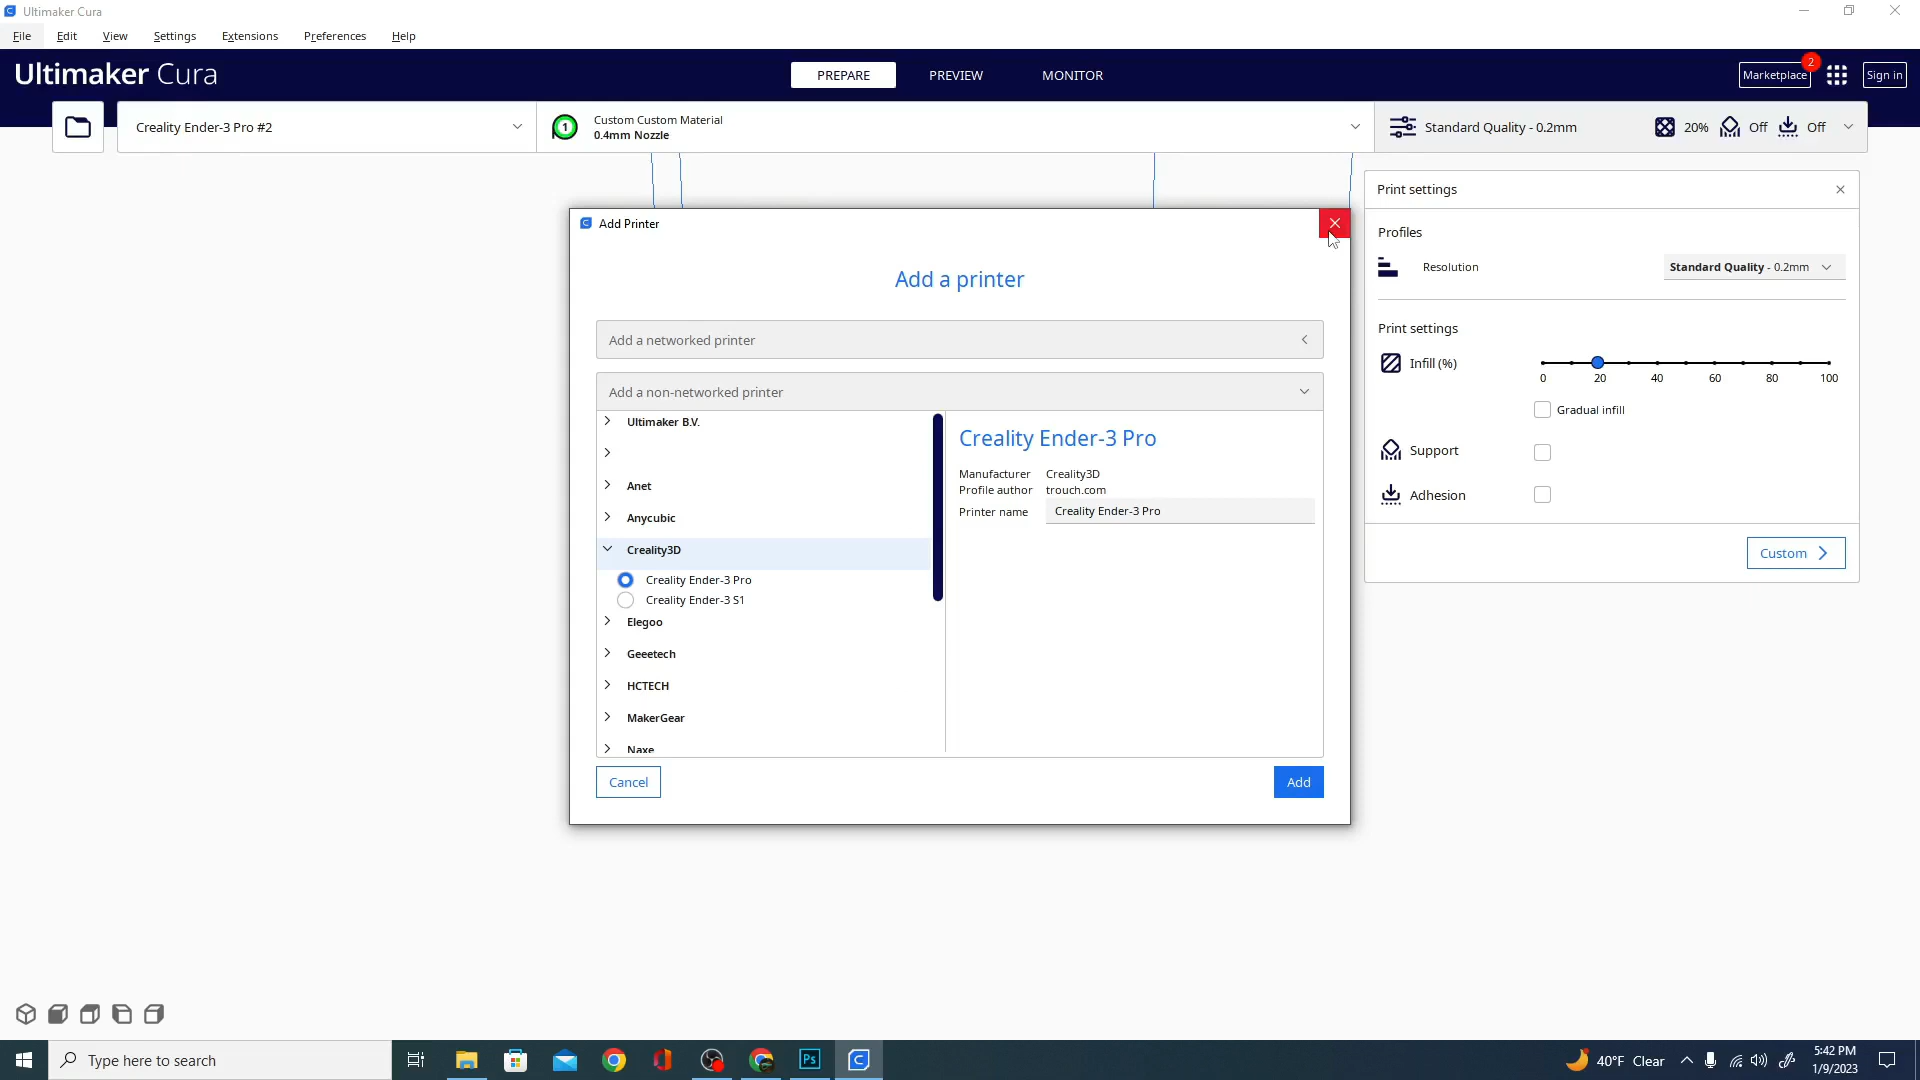 Ultimaker Cura
File Edit View Settings Extensions Preferences Help
Ultimaker Cura
PREPARE PREVIEW MONITOR
Marketplace 2 Sign in
Creality Ender-3 Pro #2
1 Custom Custom Material
0.4mm Nozzle
Standard Quality - 0.2mm 20% Off Off
Add Printer
Add a printer
Add a networked printer
Add a non-networked printer
Ultimaker B.V.
Anet
Anycubic
Creality3D
Creality Ender-3 Pro
Creality Ender-3 S1
Elegoo
Geeetech
HCTECH
MakerGear
Naxe
Creality Ender-3 Pro
Manufacturer Creality3D
Profile author trouch.com
Printer name Creality Ender-3 Pro
Cancel Add
Print settings
Profiles
Resolution Standard Quality - 0.2mm
Print settings
Infill (%)
0 20 40 60 80 100
Gradual infill
Support
Adhesion
Custom
Type here to search
Ps
40°F Clear
5:42 PM
1/9/2023